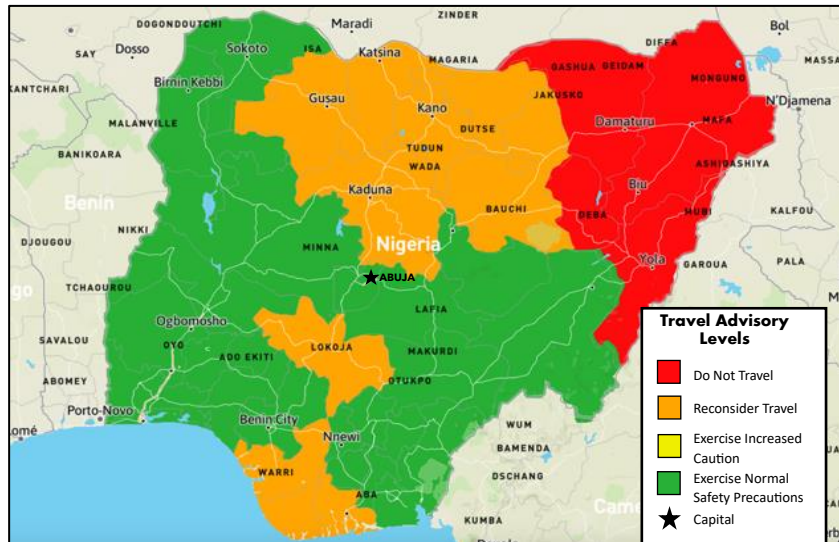 ZINDER
DOGONDOUTCHI
Maradi
Bol
SAY
Dosso
Sokoto
ISA
Katsina
DIFFA
MAGARIA
GASHUA
GEIDAM
MASSA
KANTCHARI
Birnin Kebbi
Gusau
JAKUSKO
MONGUNO
Kano
N'Djamena
MALANVILLE
DUTSE
Damaturu
MAFA
BANIKOARA
TUDUN
WADA
ASHIGASHIYA
Kaduna
Biu
Benin
BAUCHI
DEBA
MUBI
KALFOU
DJOUGOU
NIKKI
MINNA
Nigeria
Yola
GAROUA
PALA
ABUJA
TCHAOUROU
LAFIA
Ogbomosho
SAVALOU
OYO
ADO EKITI
LOKOJA
MAKURDI
ABOMEY
OTUKPO
Porto-Novo
Benin City
Lomé
Nnewi
WUM
BAMENDA
WARRI
DSCHANG
ABA
KUMBA
Travel Advisory
Levels
Do Not Travel
Reconsider Travel
Exercise Increased
Caution
Exercise Normal
Safety Precautions
Capital